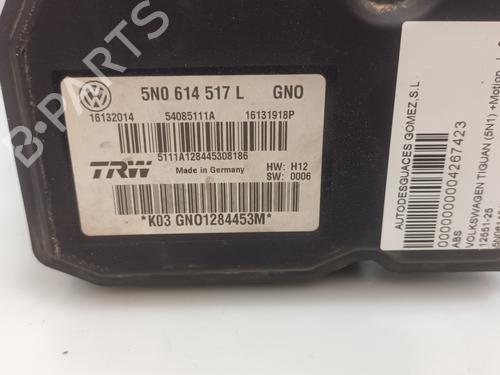 5N0 614 517 L GNO
16132014 54085111A 16131918P
5111A128445308186
TRW Made in Germany HW: H12
SW: 0006
*K03 GNO1284453M*
AUTODESGUACES GOMEZ,S.L
00000000004267423
ABS
VOLKSWAGEN TIGUAN (5N1) +Motion
12551-25
B-PARTS